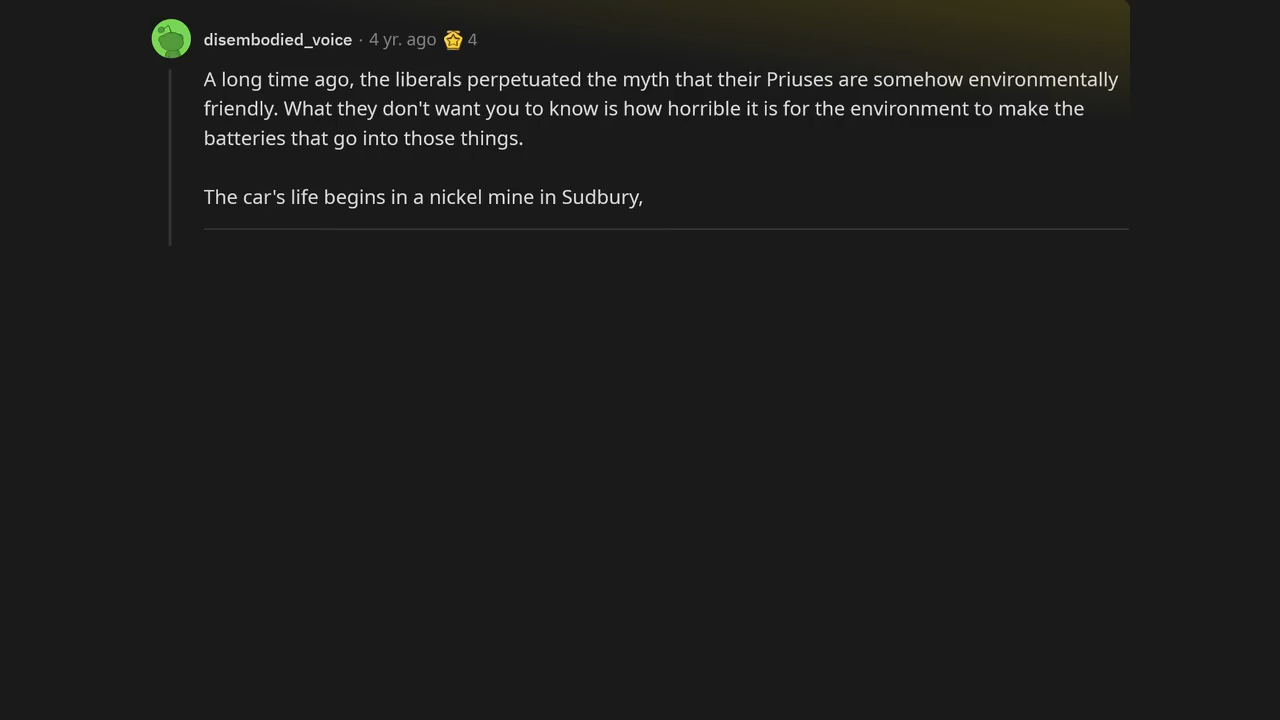 disembodied_voice · 4 yr. ago 4
A long time ago, the liberals perpetuated the myth that their Priuses are somehow environmentally
friendly. What they don't want you to know is how horrible it is for the environment to make the
batteries that go into those things.
The car's life begins in a nickel mine in Sudbury,